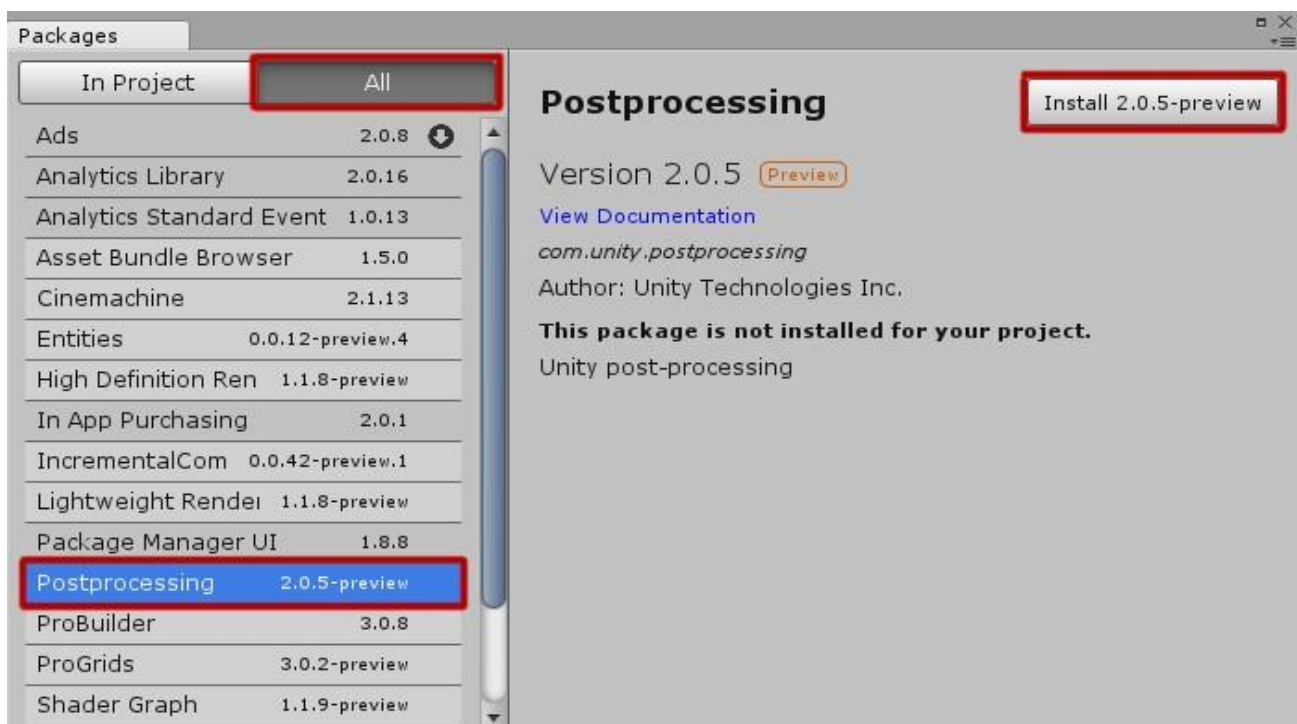 Packages
In Project All
Ads 2.0.8
Analytics Library 2.0.16
Analytics Standard Event 1.0.13
Asset Bundle Browser 1.5.0
Cinemachine 2.1.13
Entities 0.0.12-preview.4
High Definition Ren 1.1.8-preview
In App Purchasing 2.0.1
IncrementalCom 0.0.42-preview.1
Lightweight Render 1.1.8-preview
Package Manager UI 1.8.8
Postprocessing 2.0.5-preview
ProBuilder 3.0.8
ProGrids 3.0.2-preview
Shader Graph 1.1.9-preview
Postprocessing
Install 2.0.5-preview
Version 2.0.5 Preview
View Documentation
com.unity.postprocessing
Author: Unity Technologies Inc.
This package is not installed for your project.
Unity post-processing